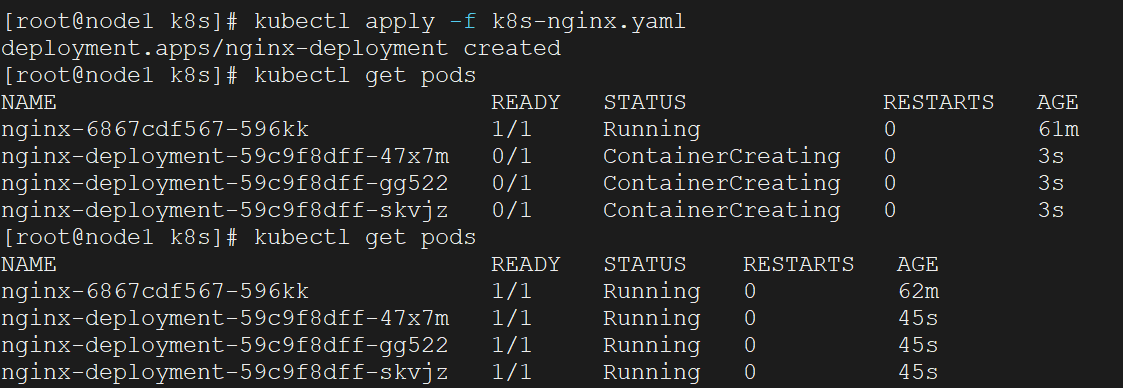 [root@node1 k8s]# kubectl apply -f k8s-nginx.yaml
deployment.apps/nginx-deployment created
[root@node1 k8s]# kubectl get pods
NAME                               READY   STATUS              RESTARTS   AGE
nginx-6867cdf567-596kk             1/1     Running             0          61m
nginx-deployment-59c9f8dff-47x7m   0/1     ContainerCreating   0          3s
nginx-deployment-59c9f8dff-gg522   0/1     ContainerCreating   0          3s
nginx-deployment-59c9f8dff-skvjz   0/1     ContainerCreating   0          3s
[root@node1 k8s]# kubectl get pods
NAME                               READY   STATUS    RESTARTS   AGE
nginx-6867cdf567-596kk             1/1     Running   0          62m
nginx-deployment-59c9f8dff-47x7m   1/1     Running   0          45s
nginx-deployment-59c9f8dff-gg522   1/1     Running   0          45s
nginx-deployment-59c9f8dff-skvjz   1/1     Running   0          45s